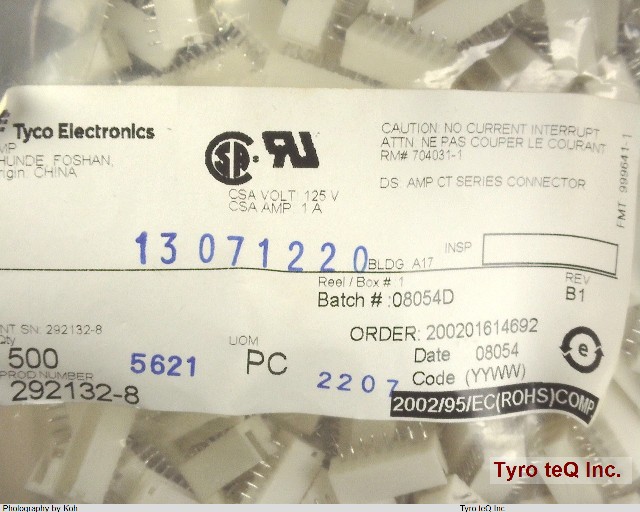 Tyco Electronics
MP
HUNDE, FOSHAN,
rigin: CHINA
CSA VOLT 125 V
CSA AMP 1 A
CAUTION: NO CURRENT INTERRUPT
ATTN: NE PAS COUPER LE COURANT
RM# 704031-1
DS: AMP CT SERIES CONNECTOR
FMT 999641-1
13 071220
BLDG A17
INSP
Reel / Box # :1
Batch # :08054D
REV
B1
NT SN: 292132-8
Qty
500
5621
UOM
PC
ORDER: 200201614692
Date 08054
Code (YYWW)
e
2207
PROD NUMBER
292132-8
2002/95/EC(ROHS)COMP
Tyro teQ Inc.
Photography by Koh
Tyro teQ Inc